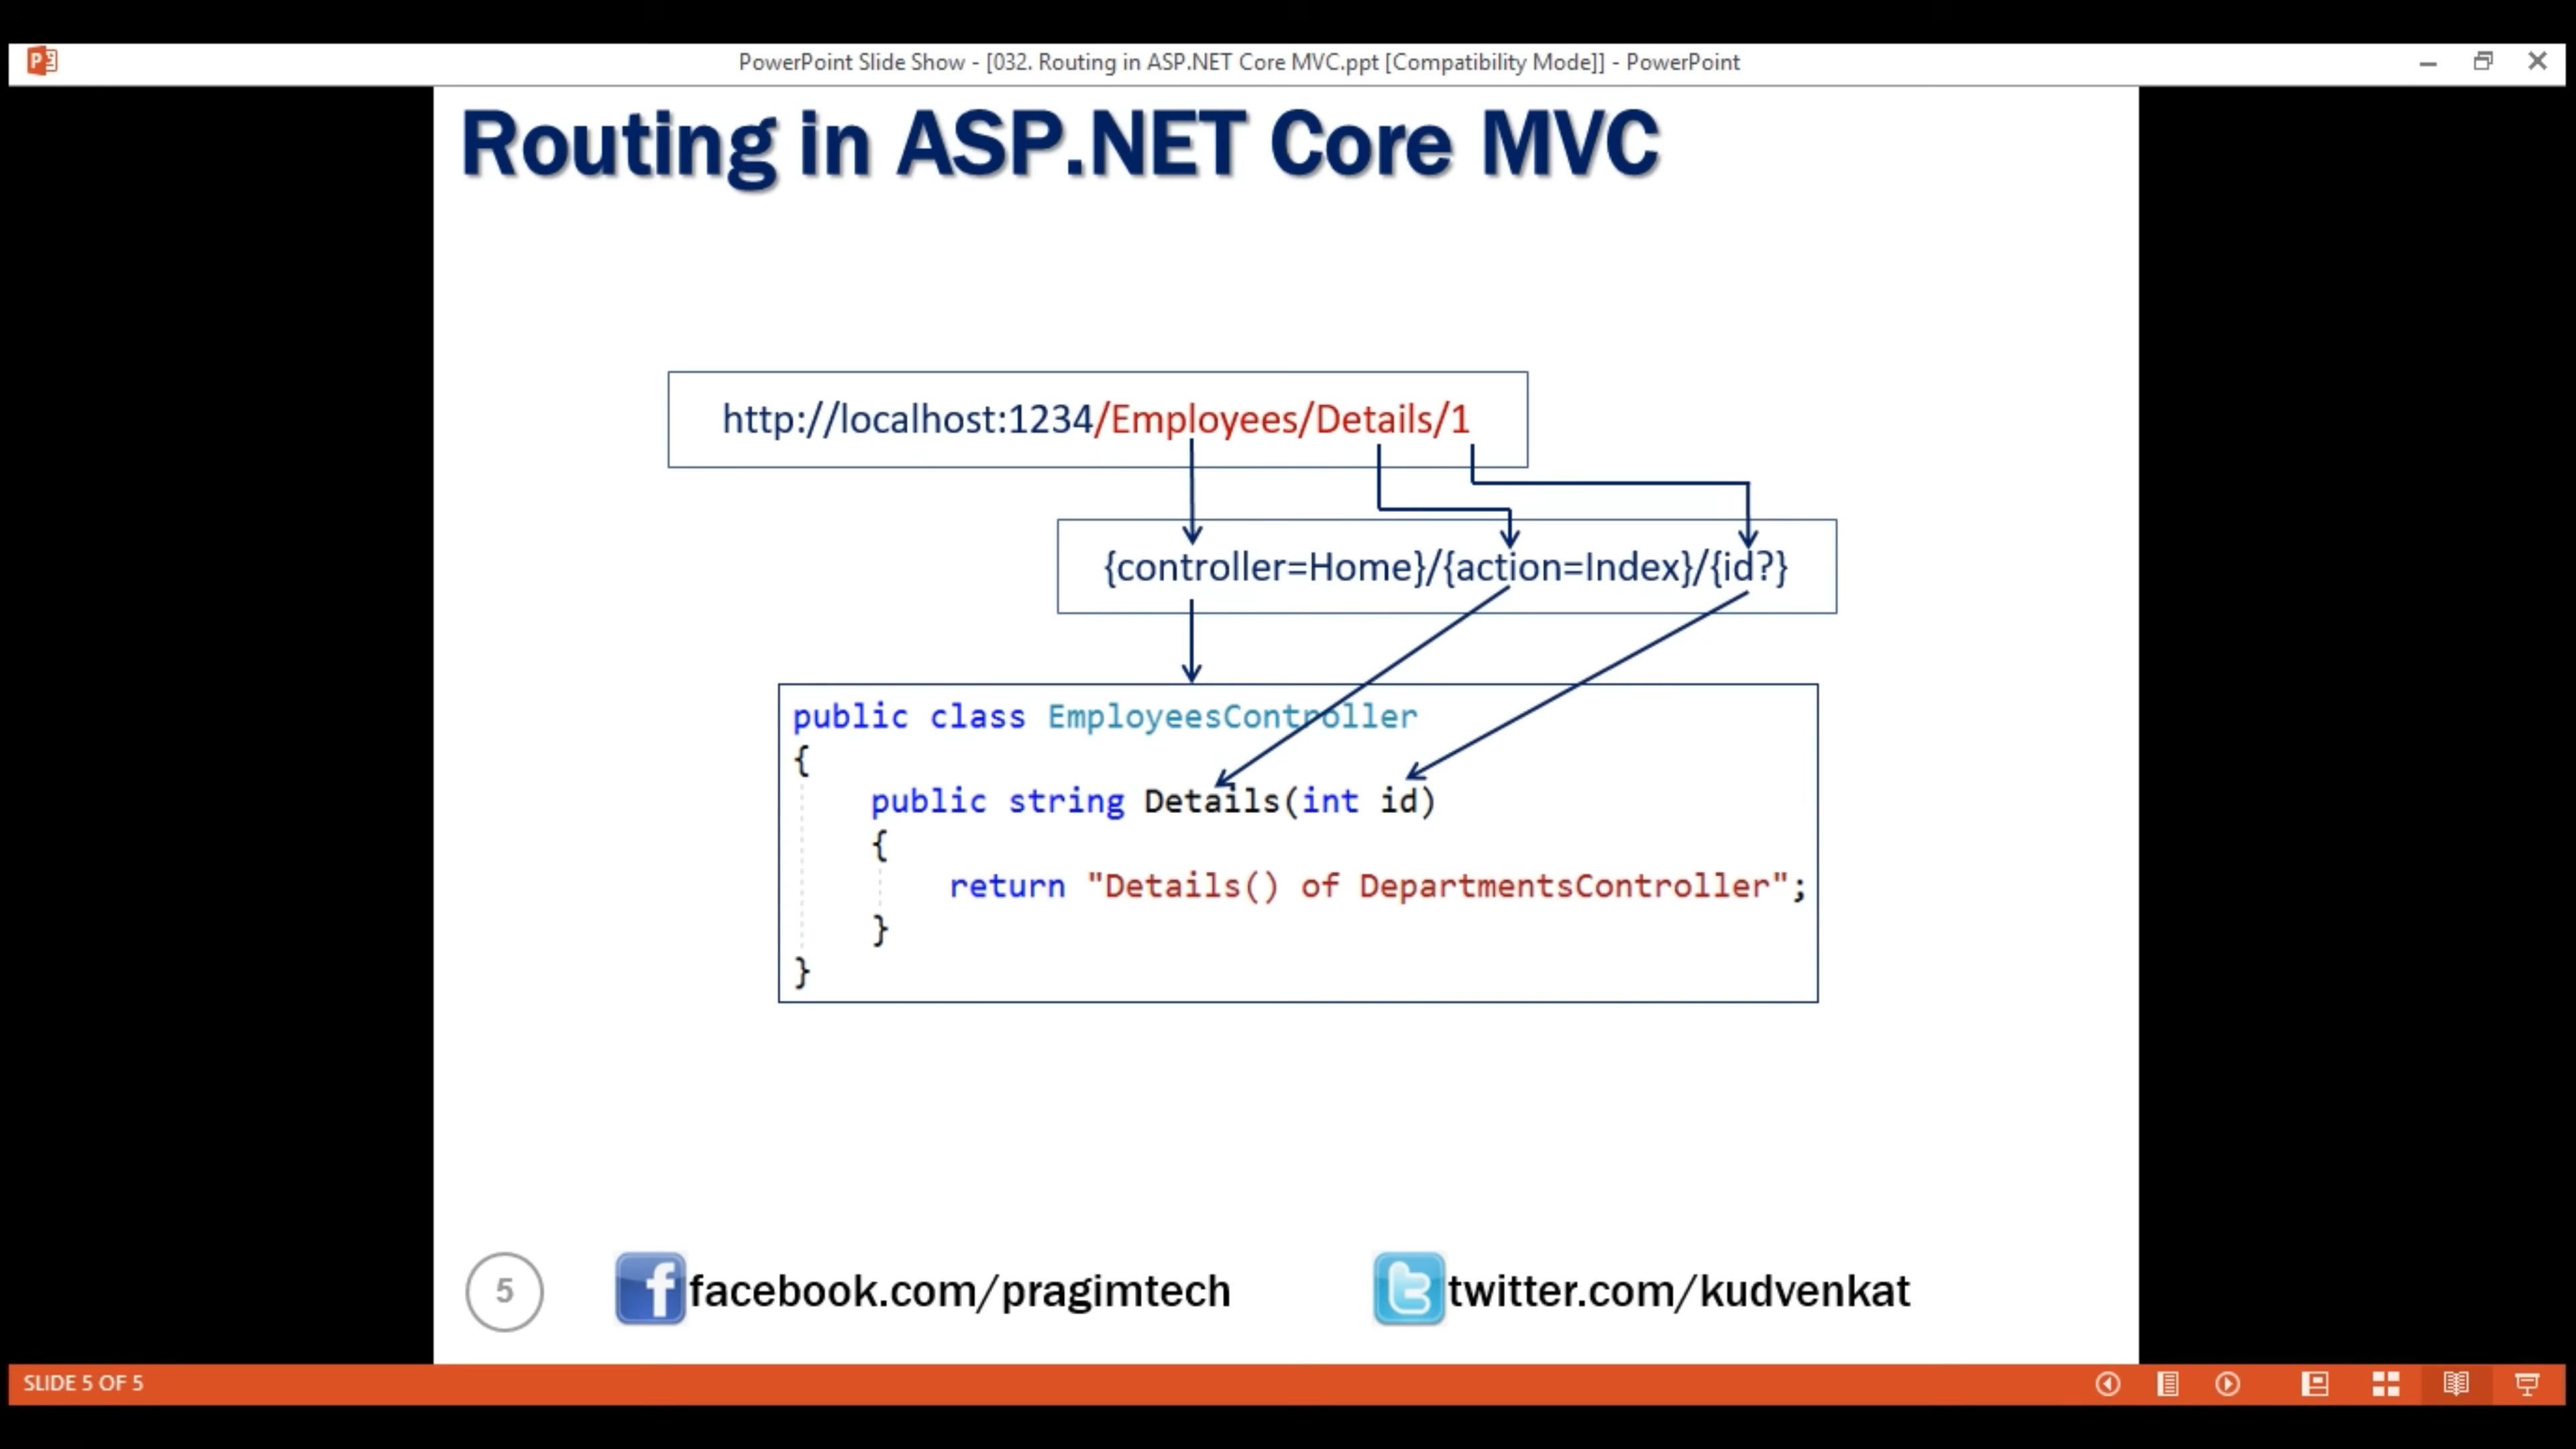 PowerPoint Slide Show - [032. Routing in ASP.NET Core MVC.ppt [Compatibility Mode]] - PowerPoint
Routing in ASP.NET Core MVC
http://localhost:1234/Employees/Details/1
{controller=Home}/{action=Index}/{id?}
public class EmployeesController
{
public string Details(int id)
{
return "Details() of DepartmentsController";
}
}
5
facebook.com/pragimtech
twitter.com/kudvenkat
SLIDE 5 OF 5